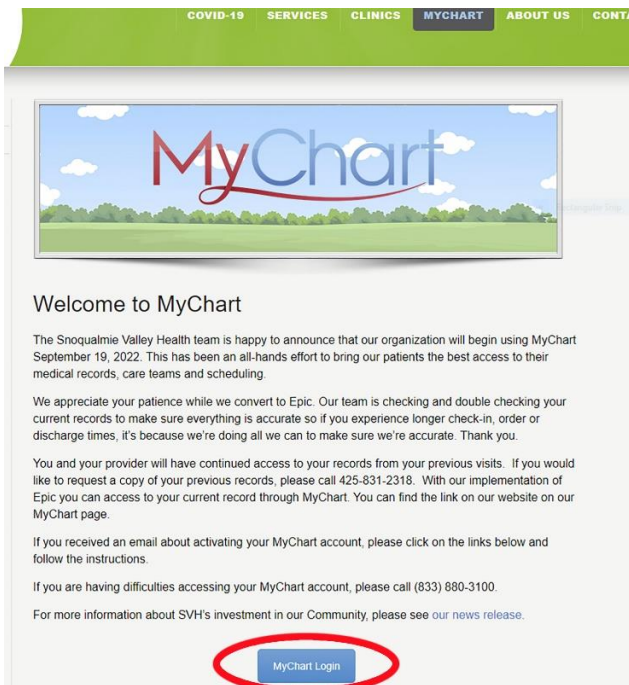 COVID-19 SERVICES CLINICS MYCHART ABOUT US
MyChart
Welcome to MyChart
The Snoqualmie Valley Health team is happy to announce that our organization will begin using MyChart
September 19, 2022. This has been an all-hands effort to bring our patients the best access to their
medical records, care teams and scheduling.
We appreciate your patience while we convert to Epic. Our team is checking and double checking your
current records to make sure everything is accurate so if you experience longer check-in, order or
discharge times, it's because we're doing all we can to make sure we're accurate. Thank you.
You and your provider will have continued access to your records from your previous visits. If you would
like to request a copy of your previous records, please call 425-831-2318. With our implementation of
Epic you can access to your current record through MyChart. You can find the link on our website on our
MyChart page.
If you received an email about activating your MyChart account, please click on the links below and
follow the instructions.
If you are having difficulties accessing your MyChart account, please call (833) 880-3100.
For more information about SVH's investment in our Community, please see our news release.
MyChart Login